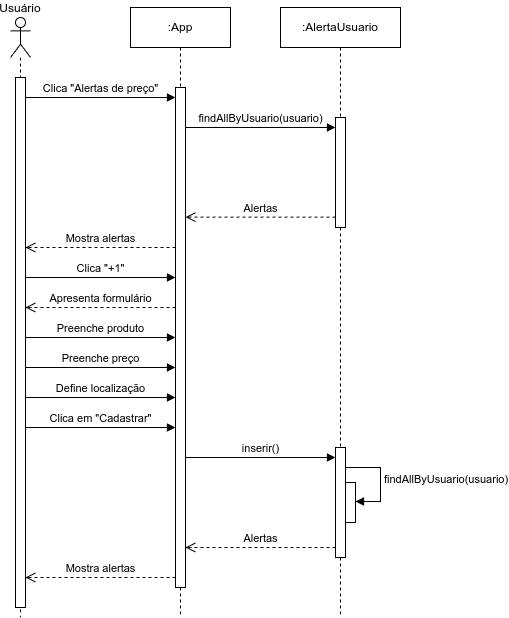 Usuário
:App
:AlertaUsuario
Clica "Alertas de preço"
findAllByUsuario(usuario)
Alertas
Mostra alertas
Clica "+1"
Apresenta formulário
Preenche produto
Preenche preço
Define localização
Clica em "Cadastrar"
inserir()
findAllByUsuario(usuario)
Alertas
Mostra alertas